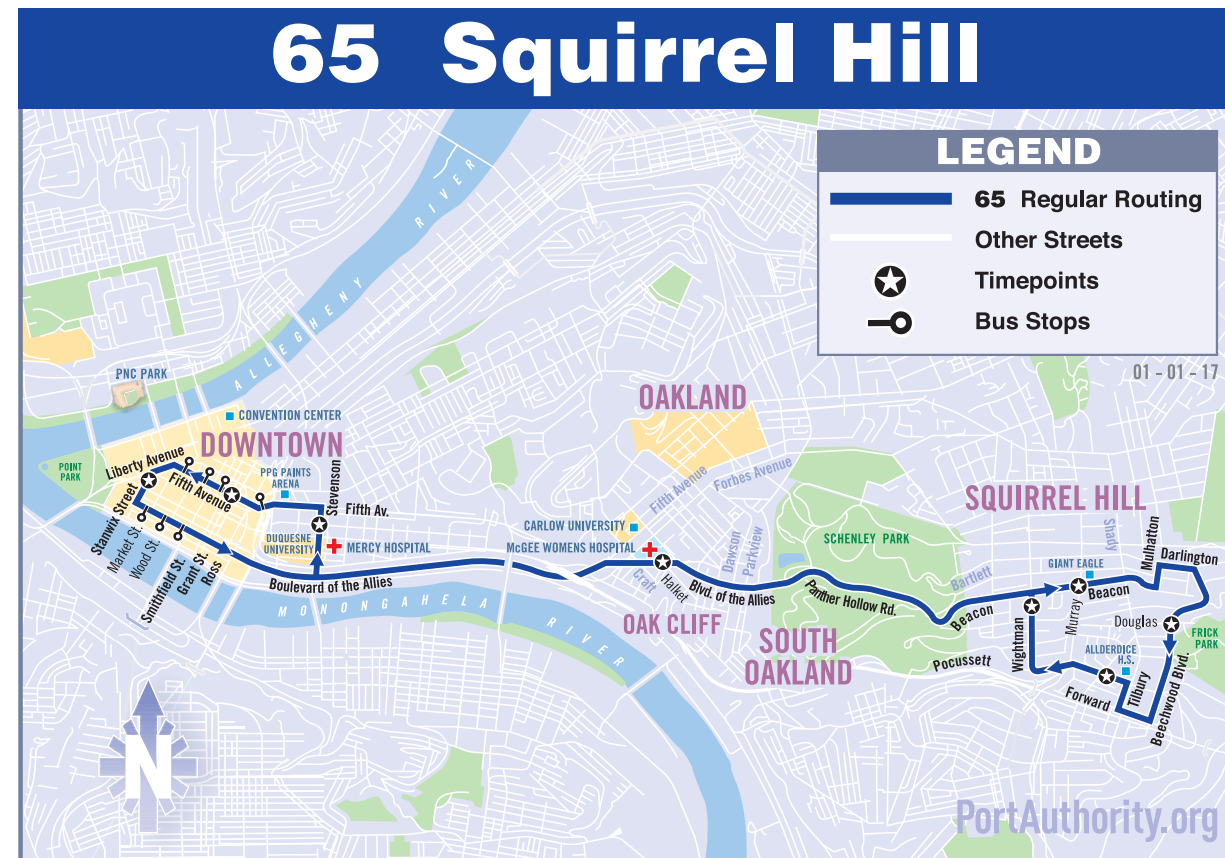 65 Squirrel Hill
LEGEND
65 Regular Routing
Other Streets
Timepoints
Bus Stops
01 - 01 - 17
ALLEGHENY RIVER
PNC PARK
CONVENTION CENTER
DOWNTOWN
POINT
PARK
Liberty Avenue
Fifth Avenue
PPG PAINTS
ARENA
Stevenson
Fifth Av.
Stanwix Street
Market St.
Wood St.
Smithfield St.
Grant St.
Ross
DUQUESNE
UNIVERSITY
MERCY HOSPITAL
Boulevard of the Allies
MONONGAHELA RIVER
OAKLAND
Fifth Avenue
Forbes Avenue
CARLOW UNIVERSITY
McGEE WOMENS HOSPITAL
Craft
Halket
Dawson
Parkview
Blvd. of the Allies
OAK CLIFF
SOUTH
OAKLAND
SCHENLEY PARK
Panther Hollow Rd.
Bartlett
SQUIRREL HILL
Shady
GIANT EAGLE
Mulhatton
Darlington
Beacon
Murray
Beacon
Wightman
Pocussett
Douglas
FRICK
PARK
ALLDERDICE
H.S.
Forward
Tilbury
Beechwood Blvd.
N
PortAuthority.org